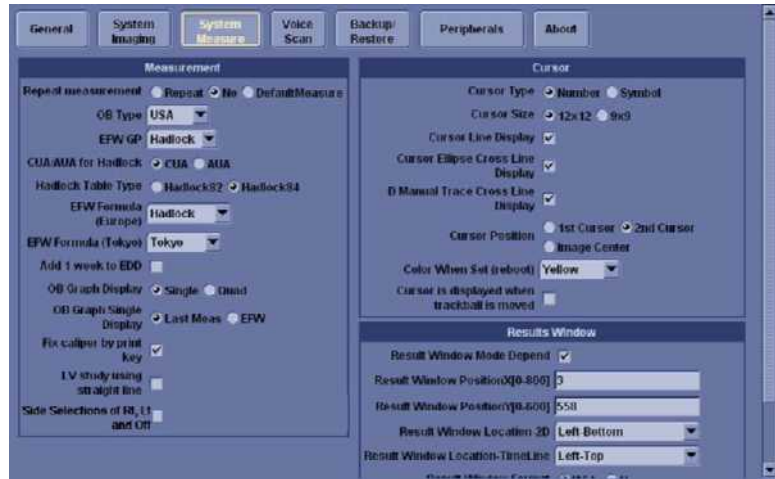 General
System
Imaging
System
Measure
Voice
Scan
Backup/
Restore
Peripherals
About
Measurement
Repeat measurement Repeat No DefaultMeasure
OB Type USA
EFW GP Hadlock
CUA/AUA for Hadlock CUA AUA
Hadlock Table Type Hadlock82 Hadlock84
EFW Formula
(Europe) Hadlock
EFW Formula (Tokyo) Tokyo
Add 1 week to EDD
OB Graph Display Single Quad
OB Graph Single
Display Last Meas EFW
Fix caliper by print
key
LV study using
straight line
Side Selections of Rt, Lt
and Off
Cursor
Cursor Type Number Symbol
Cursor Size 12x12 9x9
Cursor Line Display
Cursor Ellipse Cross Line
Display
D Manual Trace Cross Line
Display
Cursor Position 1st Cursor 2nd Cursor
Image Center
Color When Set (reboot) Yellow
Cursor is displayed when
trackball is moved
Results Window
Result Window Mode Depend
Result Window PositionX[0-800] 3
Result Window PositionY[0-600] 558
Result Window Location 2D Left-Bottom
Result Window Location-TimeLine Left-Top
Result Window Format